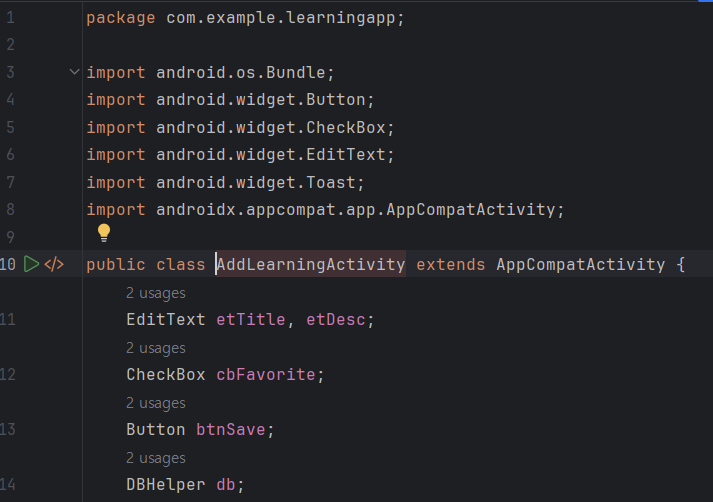 1 package com.example.learningapp;
2
3 import android.os.Bundle;
4 import android.widget.Button;
5 import android.widget.CheckBox;
6 import android.widget.EditText;
7 import android.widget.Toast;
8 import androidx.appcompat.app.AppCompatActivity;
9
10 public class AddLearningActivity extends AppCompatActivity {
2 usages
11 EditText etTitle, etDesc;
2 usages
12 CheckBox cbFavorite;
2 usages
13 Button btnSave;
2 usages
14 DBHelper db;